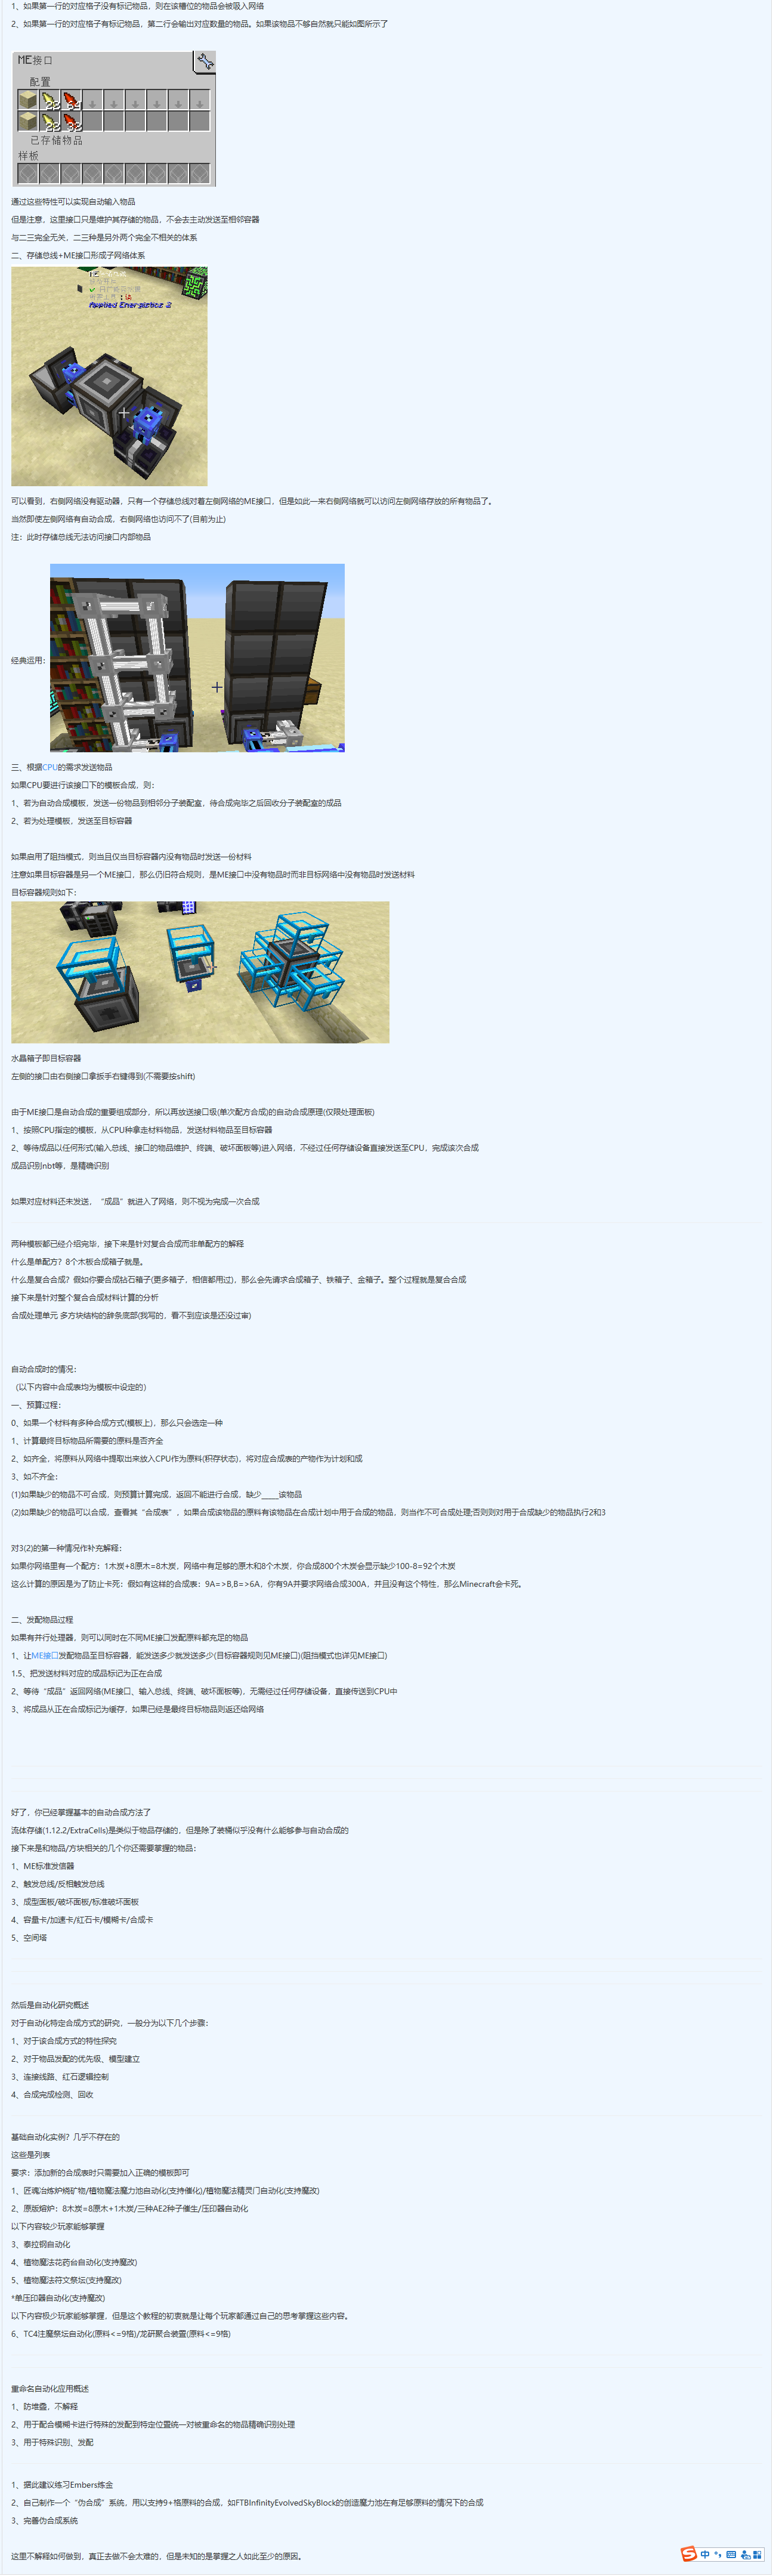 1、如果第一行的对应格子没有标记物品，则在该槽位的物品会被吸入网络
2、如果第一行的对应格子有标记物品，第二行会输出对应数量的物品。如果该物品不够自然就只能如图所示了
ME接口
配置
已存储物品
样板
通过这些特性可以实现自动输入物品
但是注意，这里接口只是维护其存储的物品，不会去主动发送至相邻容器
与二三完全无关，二三种是另外两个完全不相关的体系
二、存储总线+ME接口形成子网络体系
Applied Energistics 2
可以看到，右侧网络没有驱动器，只有一个存储总线对着左侧网络的ME接口，但是如此一来右侧网络就可以访问左侧网络存放的所有物品了。
当然即使左侧网络有自动合成，右侧网络也访问不了(目前为止)
注：此时存储总线无法访问接口内部物品
经典运用：
三、根据CPU的需求发送物品
如果CPU要进行该接口下的模板合成，则：
1、若为自动合成模板，发送一份物品到相邻分子装配室，待合成完毕之后回收分子装配室的成品
2、若为处理模板，发送至目标容器
如果启用了阻挡模式，则当且仅当目标容器内没有物品时发送一份材料
注意如果目标容器是另一个ME接口，那么仍旧符合规则，是ME接口中没有物品时而非目标网络中没有物品时发送材料
目标容器规则如下：
水晶箱子即目标容器
左侧的接口由右侧接口拿扳手右键得到(不需要按shift)
由于ME接口是自动合成的重要组成部分，所以再放送接口级(单次配方合成)的自动合成原理(仅限处理面板)
1、按照CPU指定的模板，从CPU种拿走材料物品，发送材料物品至目标容器
2、等待成品以任何形式(输入总线、接口的物品维护、终端、破坏面板等)进入网络，不经过任何存储设备直接发送至CPU，完成该次合成
成品识别nbt等，是精确识别
如果对应材料还未发送，“成品”就进入了网络，则不视为完成一次合成
两种模板都已经介绍完毕，接下来是针对复合合成而非单配方的解释
什么是单配方？8个木板合成箱子就是。
什么是复合合成？假如你要合成钻石箱子(更多箱子，相信都用过)，那么会先请求合成箱子、铁箱子、金箱子。整个过程就是复合合成
接下来是针对整个复合合成材料计算的分析
合成处理单元 多方块结构的辞条底部(我写的，看不到应该是还没过审)
自动合成时的情况：
（以下内容中合成表均为模板中设定的）
一、预算过程：
0、如果一个材料有多种合成方式(模板上)，那么只会选定一种
1、计算最终目标物品所需要的原料是否齐全
2、如齐全，将原料从网络中提取出来放入CPU作为原料(积存状态)，将对应合成表的产物作为计划和成
3、如不齐全：
(1)如果缺少的物品不可合成，则预算计算完成，返回不能进行合成，缺少_____该物品
(2)如果缺少的物品可以合成，查看其“合成表”，如果合成该物品的原料有该物品在合成计划中用于合成的物品，则当作不可合成处理;否则则对用于合成缺少的物品执行2和3
对3(2)的第一种情况作补充解释：
如果你网络里有一个配方：1木炭+8原木=8木炭，网络中有足够的原木和8个木炭，你合成800个木炭会显示缺少100-8=92个木炭
这么计算的原因是为了防止卡死：假如有这样的合成表：9A=>B,B=>6A，你有9A并要求网络合成300A，并且没有这个特性，那么Minecraft会卡死。
二、发配物品过程
如果有并行处理器，则可以同时在不同ME接口发配原料都充足的物品
1、让ME接口发配物品至目标容器，能发送多少就发送多少(目标容器规则见ME接口)(阻挡模式也详见ME接口)
1.5、把发送材料对应的成品标记为正在合成
2、等待“成品”返回网络(ME接口、输入总线、终端、破坏面板等)，无需经过任何存储设备，直接传送到CPU中
3、将成品从正在合成标记为缓存，如果已经是最终目标物品则返还给网络
好了，你已经掌握基本的自动合成方法了
流体存储(1.12.2/ExtraCells)是类似于物品存储的，但是除了装桶似乎没有什么能够参与自动合成的
接下来是和物品/方块相关的几个你还需要掌握的物品：
1、ME标准发信器
2、触发总线/反相触发总线
3、成型面板/破坏面板/标准破坏面板
4、容量卡/加速卡/红石卡/模糊卡/合成卡
5、空间塔
然后是自动化研究概述
对于自动化特定合成方式的研究，一般分为以下几个步骤：
1、对于该合成方式的特性探究
2、对于物品发配的优先级、模型建立
3、连接线路、红石逻辑控制
4、合成完成检测、回收
基础自动化实例？几乎不存在的
这些是列表
要求：添加新的合成表时只需要加入正确的模板即可
1、匠魂冶炼炉烧矿物/植物魔法魔力池自动化(支持催化)/植物魔法精灵门自动化(支持魔改)
2、原版熔炉：8木炭=8原木+1木炭/三种AE2种子催生/压印器自动化
以下内容较少玩家能够掌握
3、泰拉钢自动化
4、植物魔法花药台自动化(支持魔改)
5、植物魔法符文祭坛(支持魔改)
*单压印器自动化(支持魔改)
以下内容极少玩家能够掌握，但是这个教程的初衷就是让每个玩家都通过自己的思考掌握这些内容。
6、TC4注魔祭坛自动化(原料<=9格)/龙研聚合装置(原料<=9格)
重命名自动化应用概述
1、防堆叠，不解释
2、用于配合模糊卡进行特殊的发配到特定位置统一对被重命名的物品精确识别处理
3、用于特殊识别、发配
1、据此建议练习Embers炼金
2、自己制作一个“伪合成”系统，用以支持9+格原料的合成，如FTBInfinityEvolvedSkyBlock的创造魔力池在有足够原料的情况下的合成
3、完善伪合成系统
这里不解释如何做到，真正去做不会太难的，但是未知的是掌握之人如此至少的原因。
中